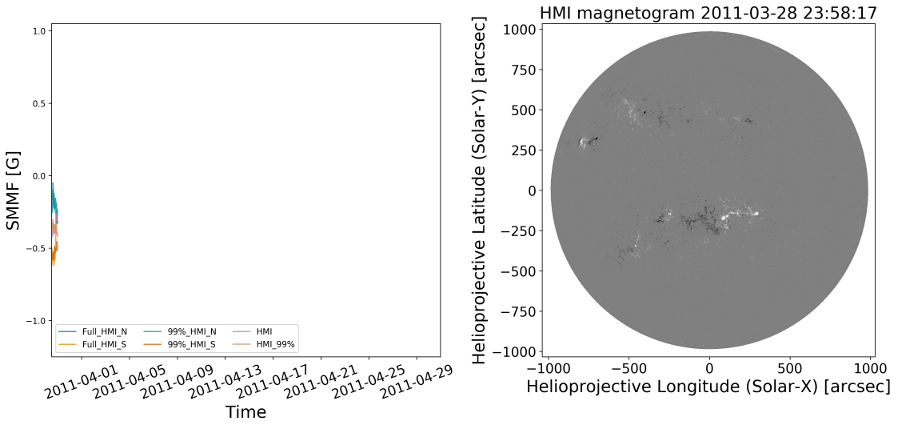 HMI magnetogram 2011-03-28 23:58:17
1.0
0.5
0.0
−0.5
−1.0
SMMF [G]
Full_HMI_N
Full_HMI_S
99%_HMI_N
99%_HMI_S
HMI
HMI_99%
2011-04-01
2011-04-05
2011-04-09
2011-04-13
2011-04-17
2011-04-21
2011-04-25
2011-04-29
Time
Helioprojective Latitude (Solar-Y) [arcsec]
1000
750
500
250
0
−250
−500
−750
−1000
−1000
−500
0
500
1000
Helioprojective Longitude (Solar-X) [arcsec]